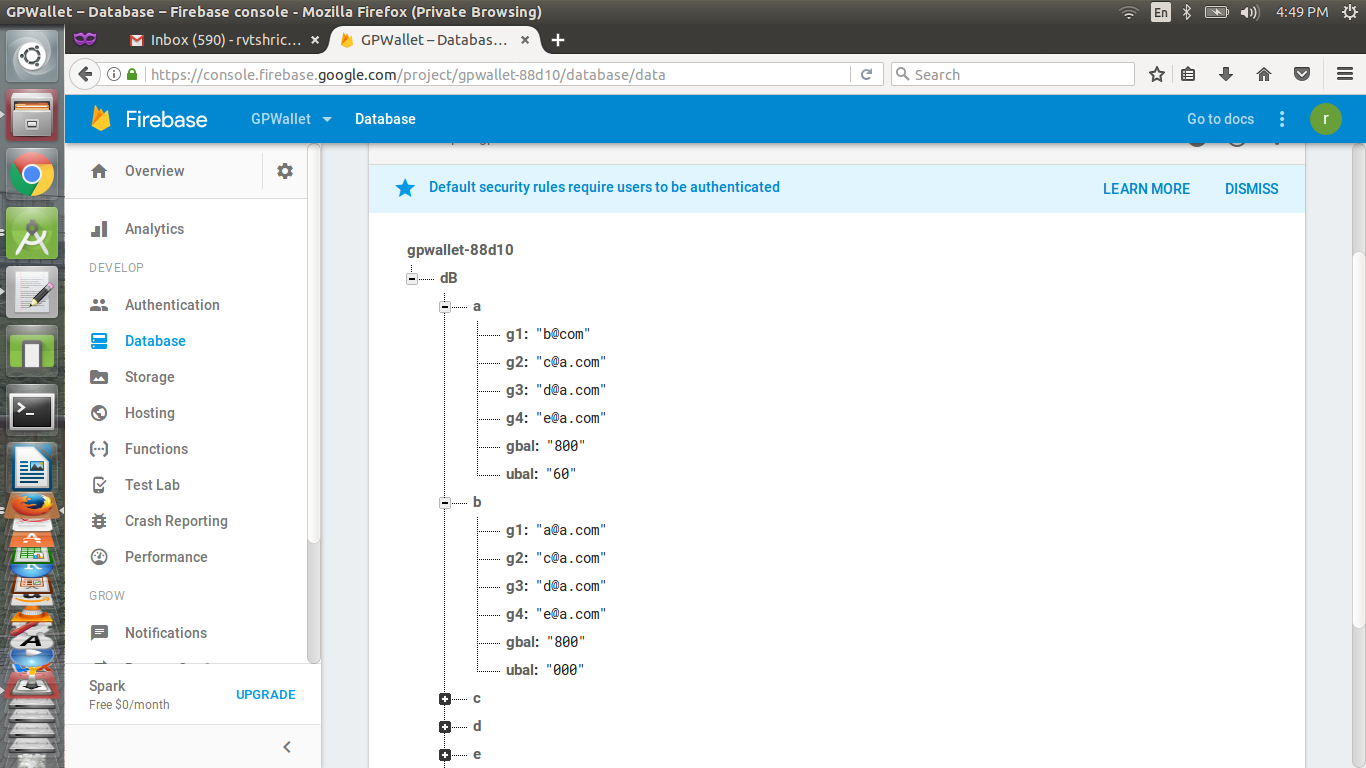 GPWallet – Database – Firebase console - Mozilla Firefox (Private Browsing)
En
4:49 PM
Inbox (590) - rvtshric... ×
GPWallet – Databas... ×
https://console.firebase.google.com/project/gpwallet-88d10/database/data
Search
Firebase
GPWallet
Database
Go to docs
r
Overview
Analytics
DEVELOP
Authentication
Database
Storage
Hosting
Functions
Test Lab
Crash Reporting
Performance
GROW
Notifications
Spark
Free $0/month
UPGRADE
Default security rules require users to be authenticated
LEARN MORE
DISMISS
gpwallet-88d10
dB
a
g1: "b@com"
g2: "c@a.com"
g3: "d@a.com"
g4: "e@a.com"
gbal: "800"
ubal: "60"
b
g1: "a@a.com"
g2: "c@a.com"
g3: "d@a.com"
g4: "e@a.com"
gbal: "800"
ubal: "000"
c
d
e